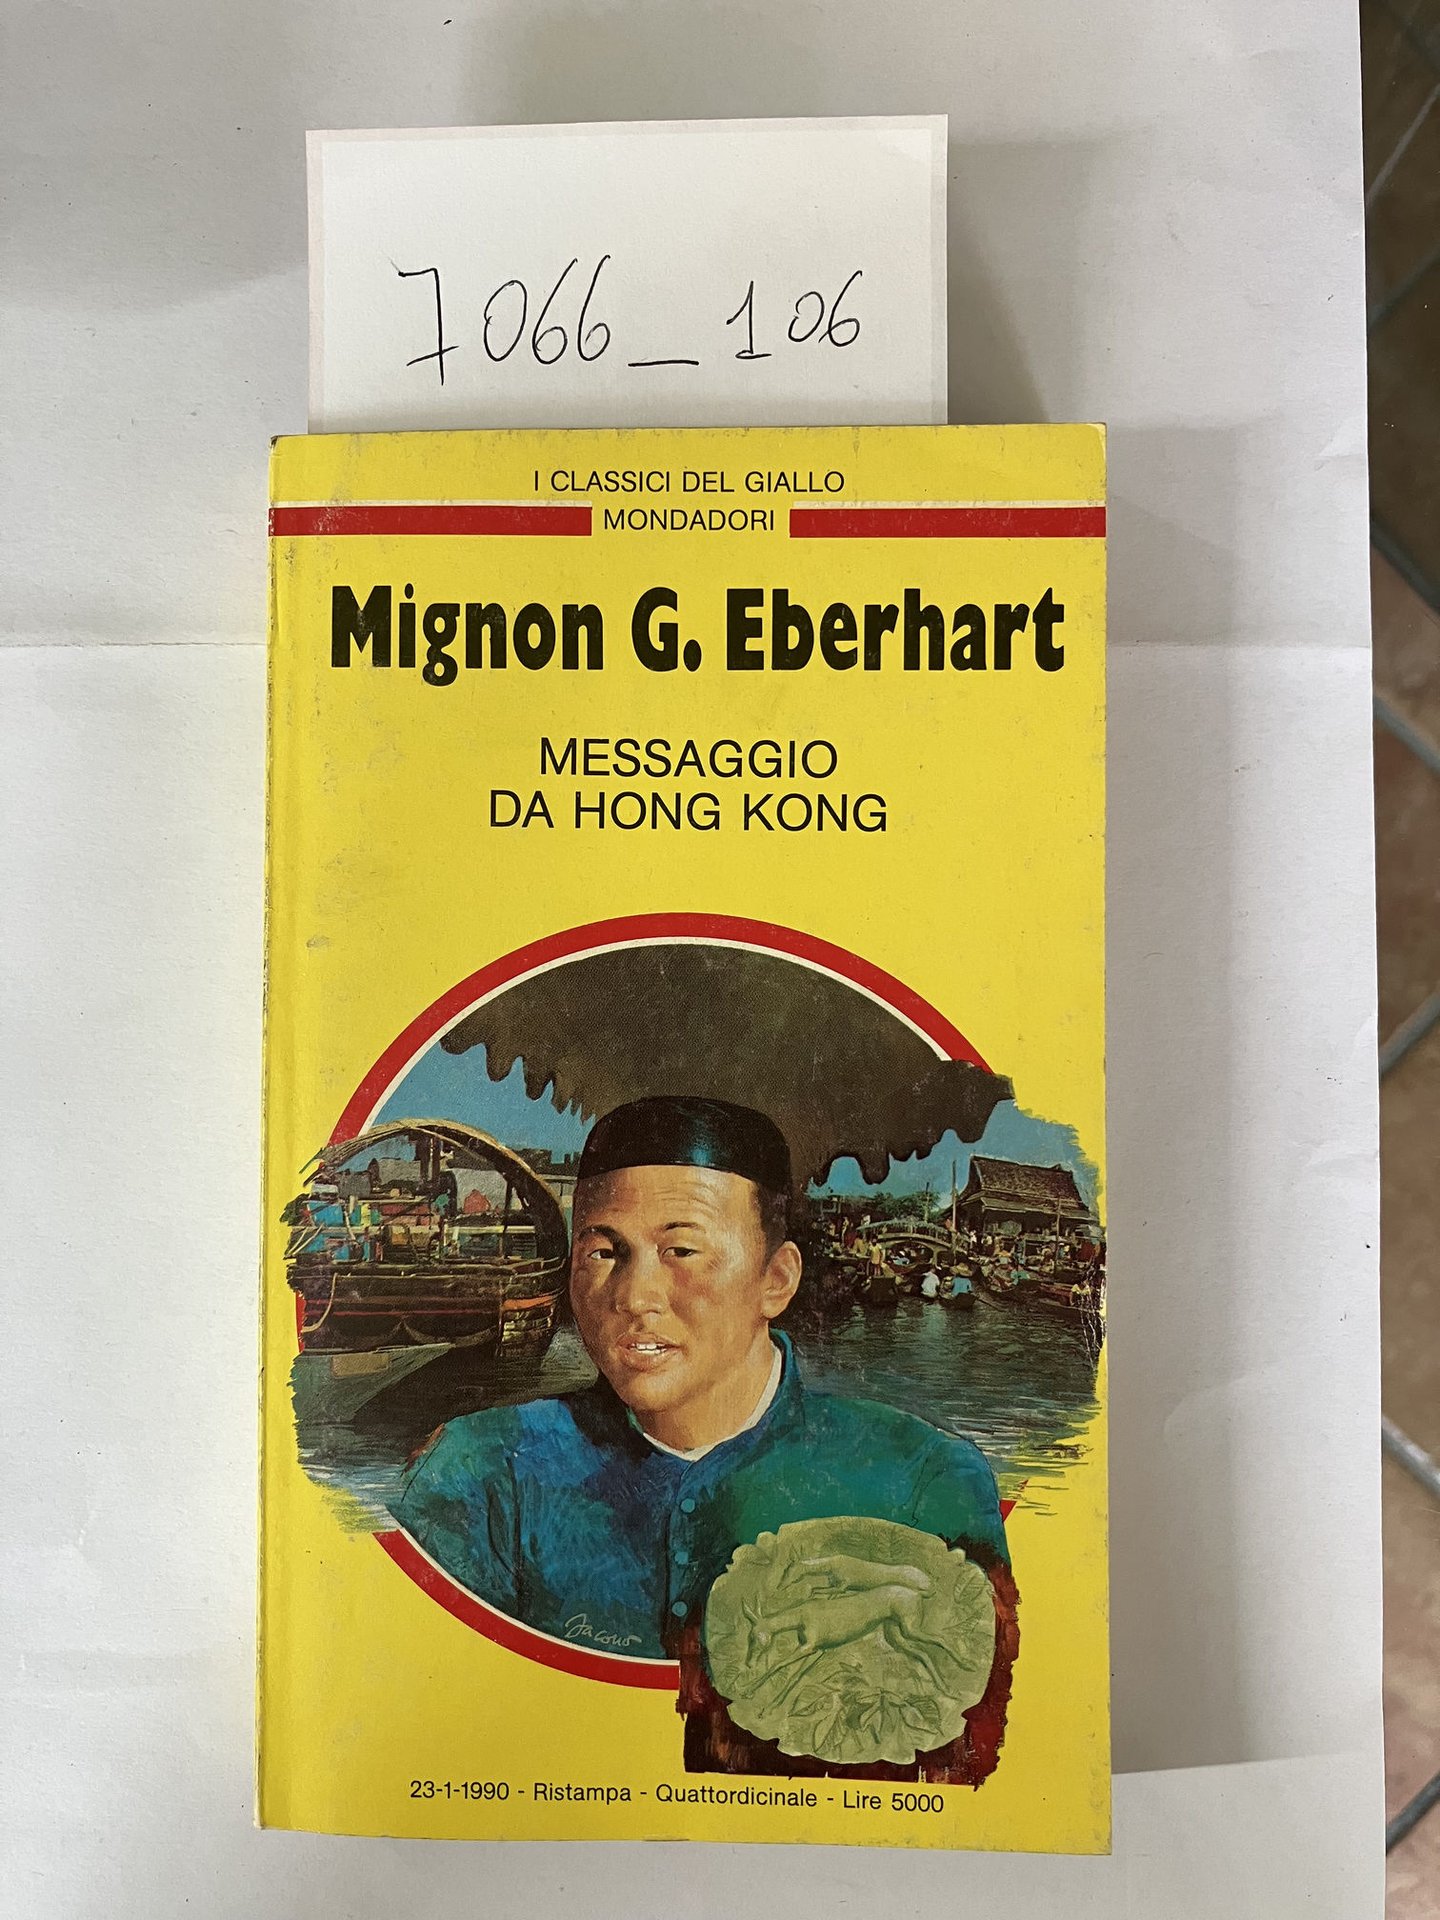 7066_106
I CLASSICI DEL GIALLO
MONDADORI
Mignon G. Eberhart
MESSAGGIO
DA HONG KONG
Jacono
23-1-1990 - Ristampa - Quattordicinale - Lire 5000